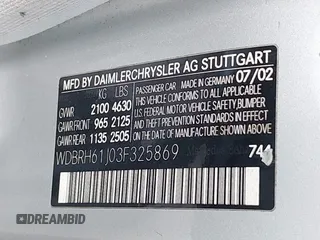 MFD BY DAIMLERCHRYSLER AG STUTTGART
KG LBS
GVWR 2100 4630
GAWR FRONT 965 2125
GAWR REAR 1135 2505
PASSENGER CAR MADE IN GERMANY 07/02
THIS VEHICLE CONFORMS TO ALL APPLICABLE
U.S. FEDERAL MOTOR VEHICLE SAFETY, BUMPER
AND THEFT PREVENTION STANDARDS IN EFFECT
ON THE DATE OF MANUFACTURE SHOWN ABOVE
WDBRH61J03F325869
744
DREAMBID